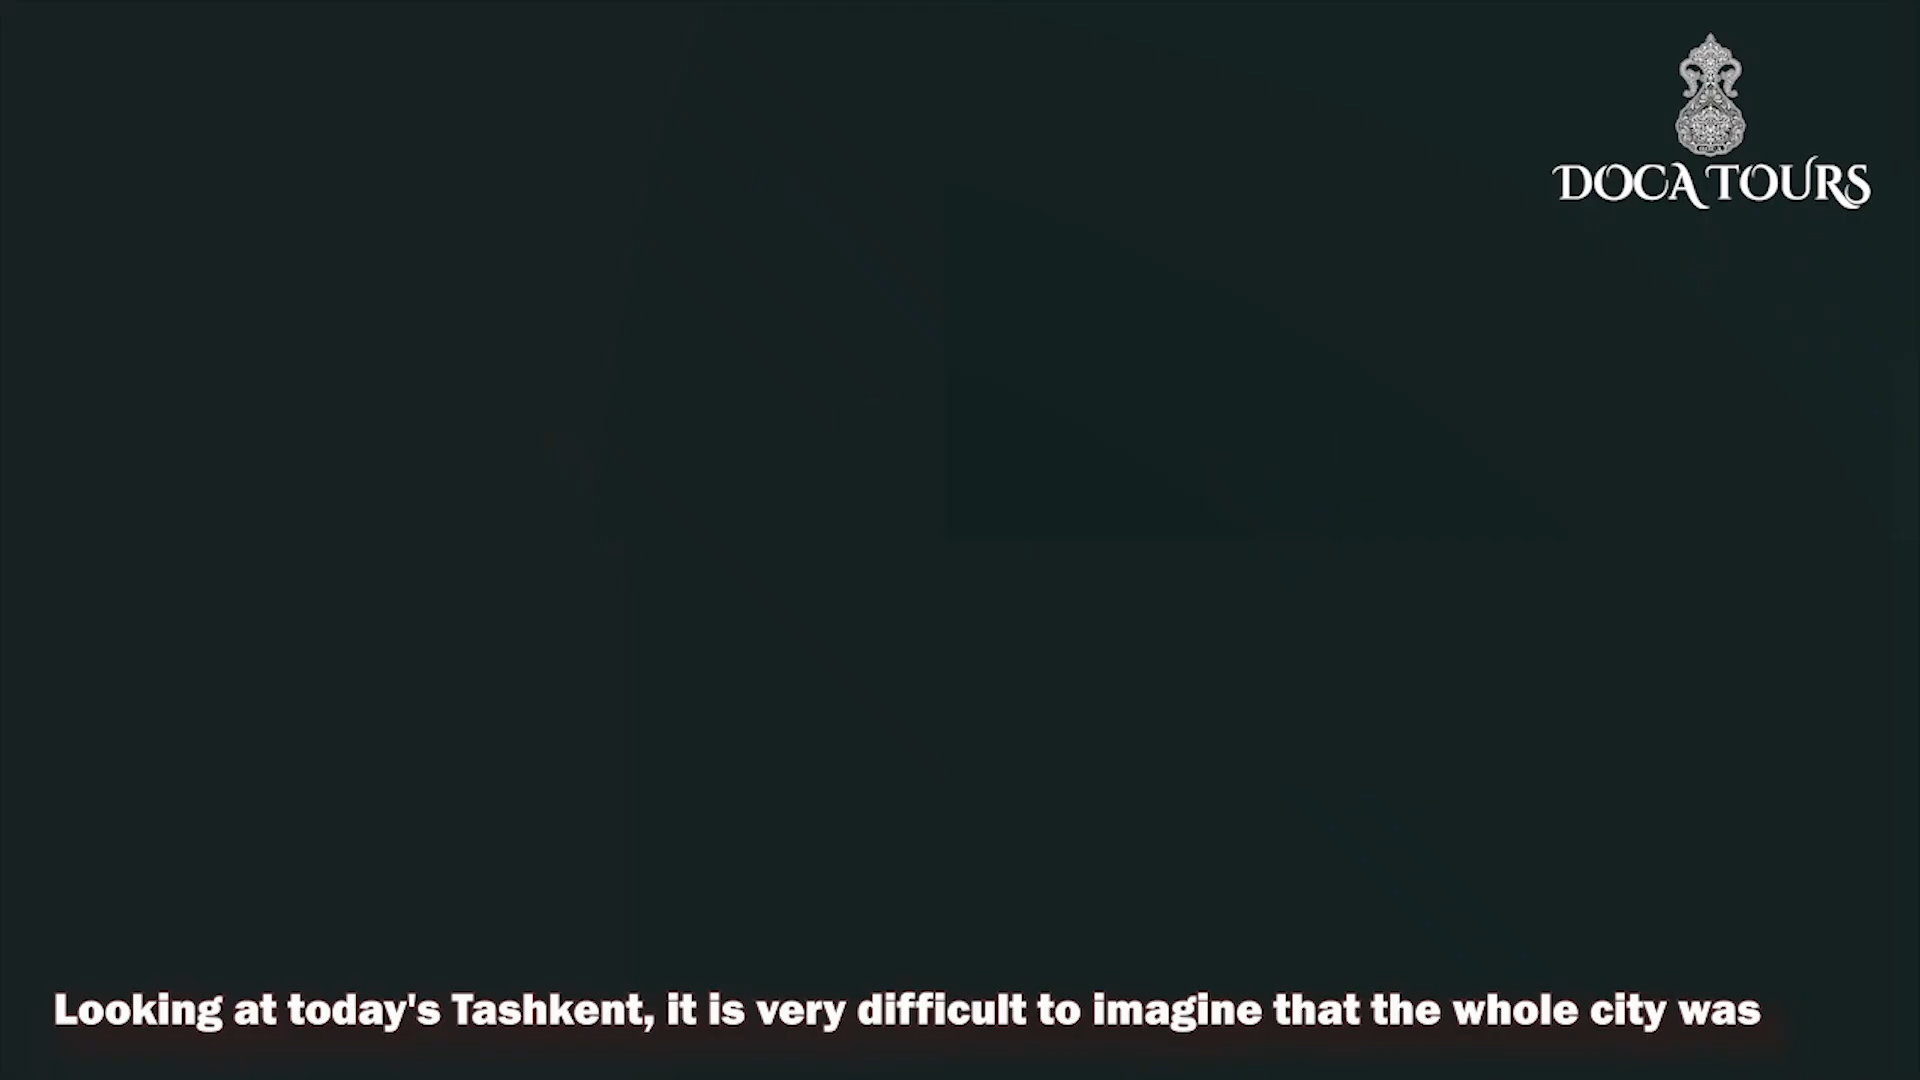 DOCA TOURS
Looking at today's Tashkent, it is very difficult to imagine that the whole city was